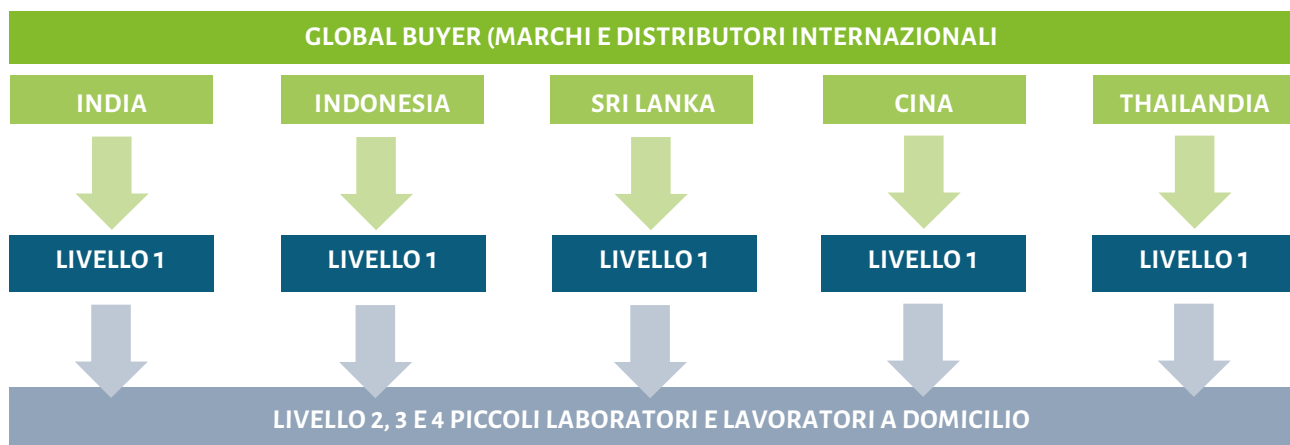 GLOBAL BUYER (MARCHI E DISTRIBUTORI INTERNAZIONALI
INDIA
INDONESIA
SRI LANKA
CINA
THAILANDIA
LIVELLO 1
LIVELLO 1
LIVELLO 1
LIVELLO 1
LIVELLO 1
LIVELLO 2, 3 E 4 PICCOLI LABORATORI E LAVORATORI A DOMICILIO